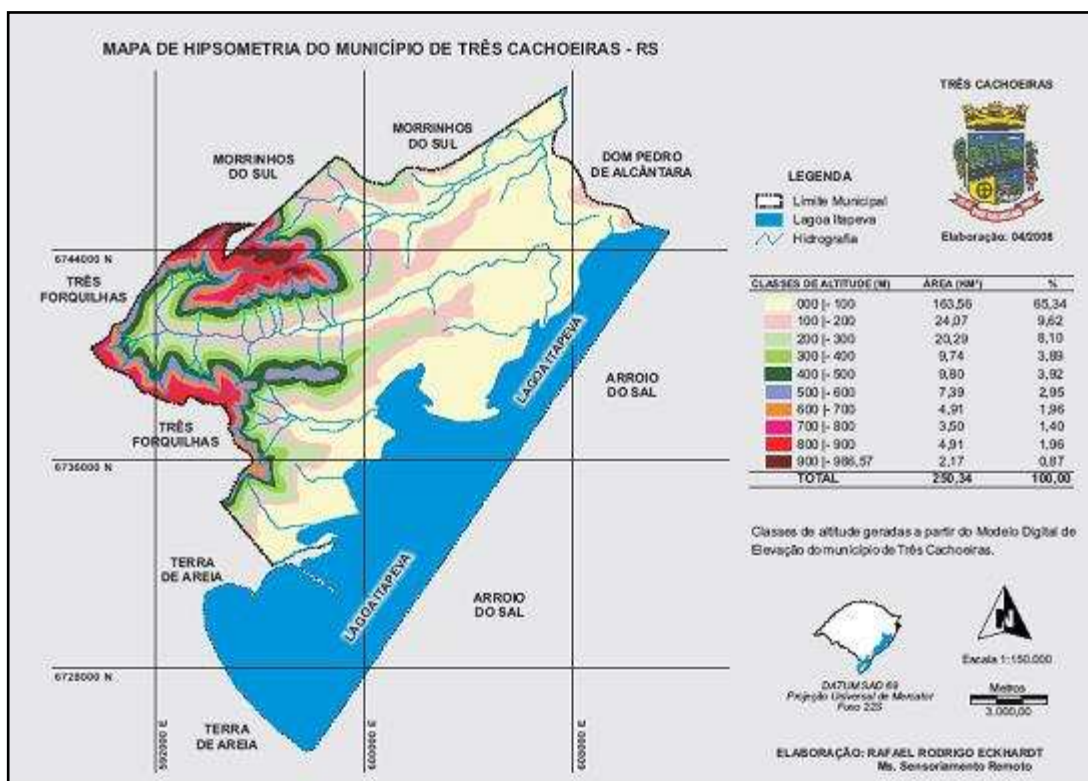 MAPA DE HIPSOMETRIA DO MUNICÍPIO DE TRÊS CACHOEIRAS - RS
TRÊS CACHOEIRAS
Elaboração: 04/2008
MORRINHOS
DO SUL
MORRINHOS
DO SUL
DOM PEDRO
DE ALCÂNTARA
LEGENDA
Limite Municipal
Lagoa Itapeva
Hidrografia
6744000 N
TRÊS
FORQUILHAS
TRÊS
FORQUILHAS
LAGOA ITAPEVA
ARROIO
DO SAL
6736000 N
TERRA
DE AREIA
LAGOA ITAPEVA
ARROIO
DO SAL
6728000 N
TERRA
DE AREIA
592000 E
600000 E
608000 E
CLASSES DE ALTITUDE (M) ÁREA (KM²) %
000 |- 100 163,56 65,34
100 |- 200 24,07 9,62
200 |- 300 20,29 8,10
300 |- 400 9,74 3,89
400 |- 500 9,80 3,92
500 |- 600 7,39 2,95
600 |- 700 4,91 1,96
700 |- 800 3,50 1,40
800 |- 900 4,91 1,96
900 |- 986,57 2,17 0,87
TOTAL 250,34 100,00
Classes de altitude geradas a partir do Modelo Digital de
Elevação do município de Três Cachoeiras.
N
DATUM SAD 69
Projeção Universal de Mercator
Fuso 22S
Escala 1:150.000
Metros
3.000,00
ELABORAÇÃO: RAFAEL RODRIGO ECKHARDT
Ms. Sensoriamento Remoto